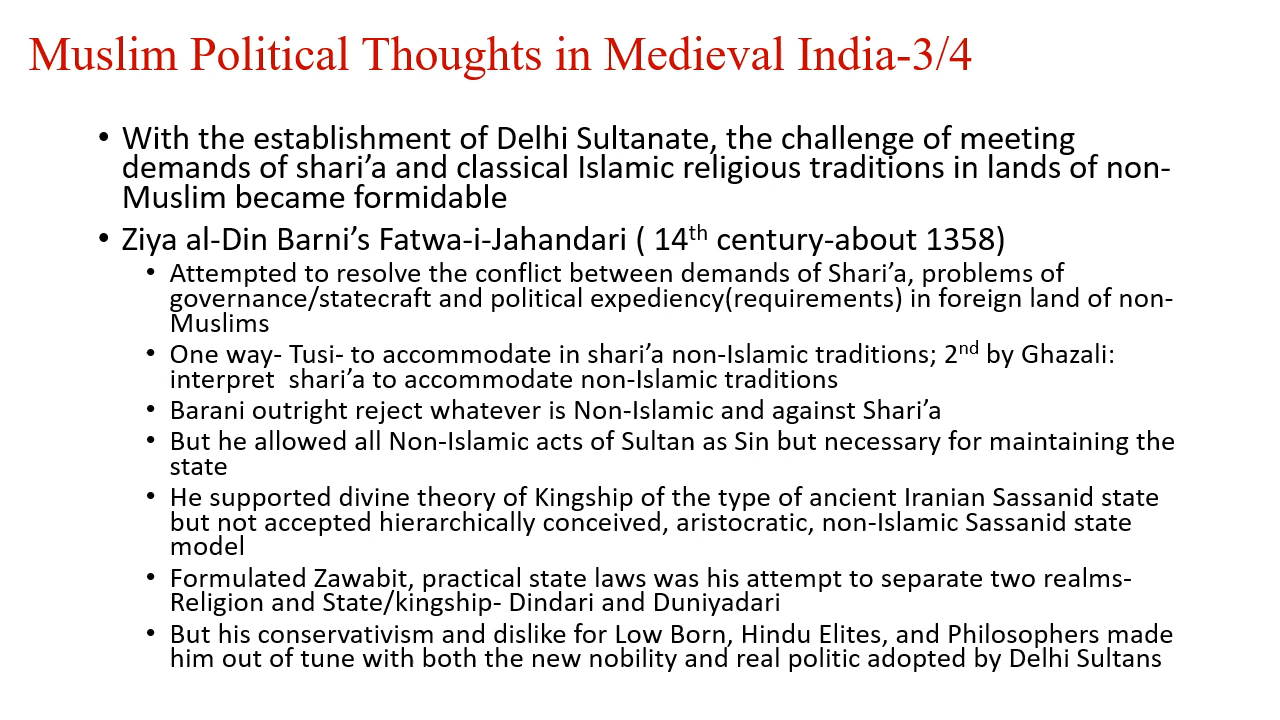 Muslim Political Thoughts in Medieval India-3/4
• With the establishment of Delhi Sultanate, the challenge of meeting
demands of shari’a and classical Islamic religious traditions in lands of non-
Muslim became formidable
• Ziya al-Din Barni’s Fatwa-i-Jahandari ( 14th century-about 1358)
• Attempted to resolve the conflict between demands of Shari’a, problems of
governance/statecraft and political expediency(requirements) in foreign land of non-
Muslims
• One way- Tusi- to accommodate in shari’a non-Islamic traditions; 2nd by Ghazali:
interpret  shari’a to accommodate non-Islamic traditions
• Barani outright reject whatever is Non-Islamic and against Shari’a
• But he allowed all Non-Islamic acts of Sultan as Sin but necessary for maintaining the
state
• He supported divine theory of Kingship of the type of ancient Iranian Sassanid state
but not accepted hierarchically conceived, aristocratic, non-Islamic Sassanid state
model
• Formulated Zawabit, practical state laws was his attempt to separate two realms-
Religion and State/kingship- Dindari and Duniyadari
• But his conservativism and dislike for Low Born, Hindu Elites, and Philosophers made
him out of tune with both the new nobility and real politic adopted by Delhi Sultans